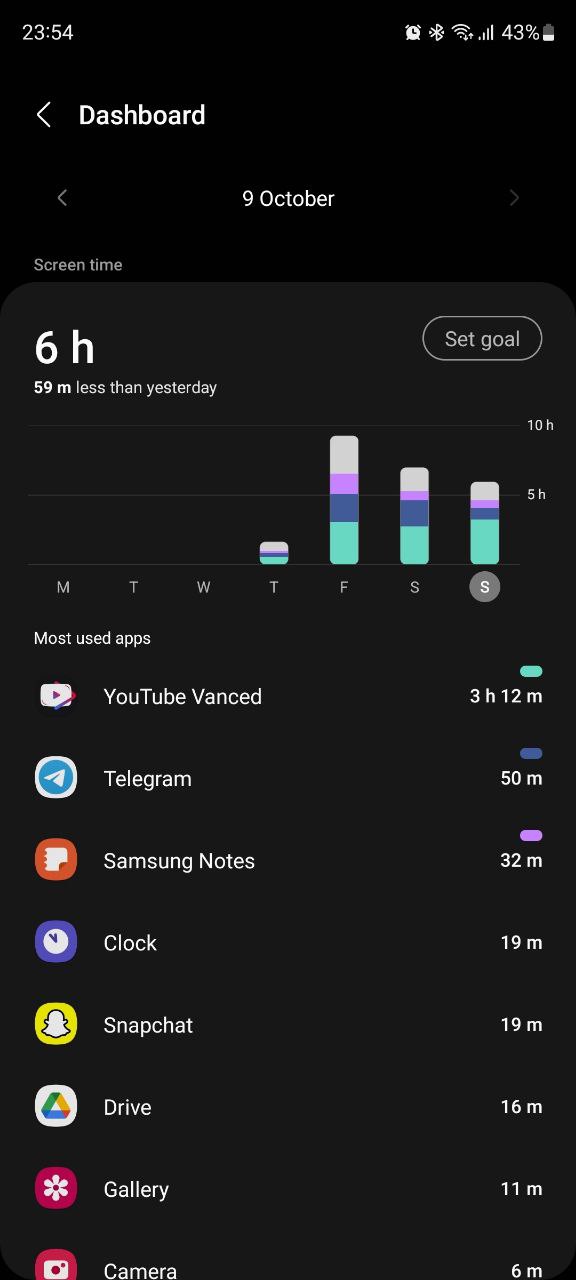 23:54
43%
Dashboard
9 October
Screen time
6 h
Set goal
59 m less than yesterday
10 h
5 h
M T W T F S S
Most used apps
YouTube Vanced
3 h 12 m
Telegram
50 m
Samsung Notes
32 m
Clock
19 m
Snapchat
19 m
Drive
16 m
Gallery
11 m
Camera
6 m